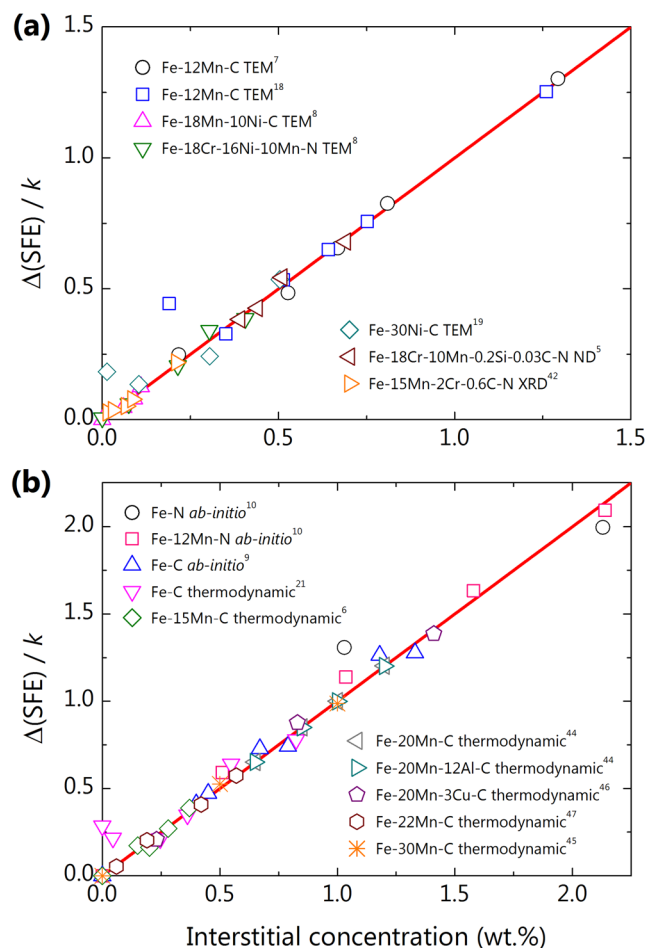 (a)
1.5
1.0
0.5
0.0
Δ(SFE) / k
Fe-12Mn-C TEM⁷
Fe-12Mn-C TEM¹⁸
Fe-18Mn-10Ni-C TEM⁸
Fe-18Cr-16Ni-10Mn-N TEM⁸
Fe-30Ni-C TEM¹⁹
Fe-18Cr-10Mn-0.2Si-0.03C-N ND⁵
Fe-15Mn-2Cr-0.6C-N XRD⁴²
0.0 0.5 1.0 1.5
(b)
2.0
1.5
1.0
0.5
0.0
Δ(SFE) / k
Fe-N ab-initio¹⁰
Fe-12Mn-N ab-initio¹⁰
Fe-C ab-initio⁹
Fe-C thermodynamic²¹
Fe-15Mn-C thermodynamic⁶
Fe-20Mn-C thermodynamic⁴⁴
Fe-20Mn-12Al-C thermodynamic⁴⁴
Fe-20Mn-3Cu-C thermodynamic⁴⁶
Fe-22Mn-C thermodynamic⁴⁷
Fe-30Mn-C thermodynamic⁴⁵
0.0 0.5 1.0 1.5 2.0
Interstitial concentration (wt.%)